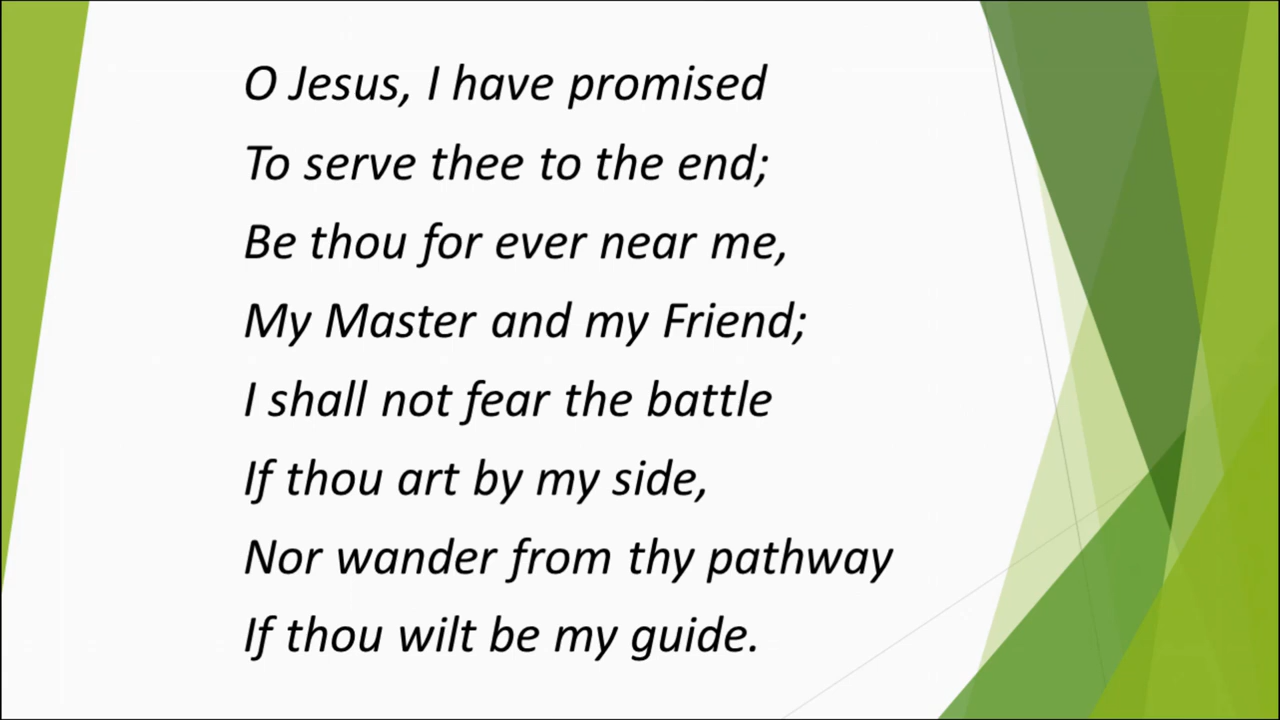 O Jesus, I have promised
To serve thee to the end;
Be thou for ever near me,
My Master and my Friend;
I shall not fear the battle
If thou art by my side,
Nor wander from thy pathway
If thou wilt be my guide.